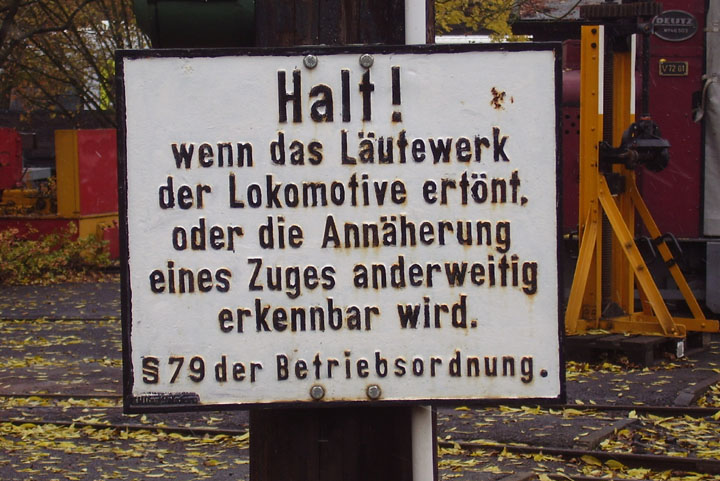 Halt!
wenn das Läutewerk
der Lokomotive ertönt,
oder die Annäherung
eines Zuges anderweitig
erkennbar wird.
§ 79 der Betriebsordnung.
DEUTZ
V 72 01